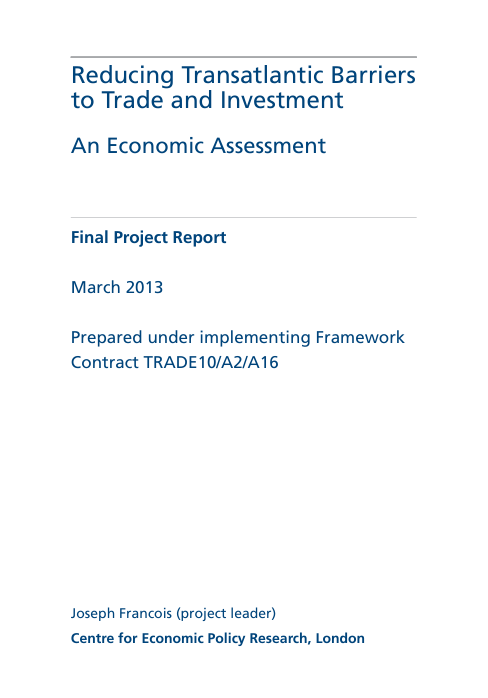 Reducing Transatlantic Barriers
to Trade and Investment
An Economic Assessment
Final Project Report
March 2013
Prepared under implementing Framework
Contract TRADE10/A2/A16
Joseph Francois (project leader)
Centre for Economic Policy Research, London